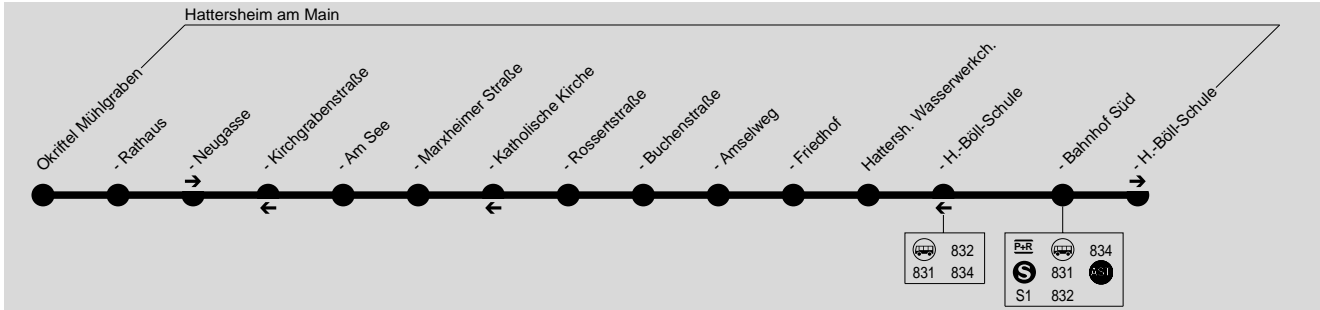 Hattersheim am Main
Okriftel Mühlgraben
- Rathaus
- Neugasse
- Kirchgrabenstraße
- Am See
- Marxheimer Straße
- Katholische Kirche
- Rossertstraße
- Buchenstraße
- Amselweg
- Friedhof
Hattersh. Wasserwerkch.
- H.-Böll-Schule
- Bahnhof Süd
- H.-Böll-Schule
832
831 834
P+R 834
S 831 AST
S1 832